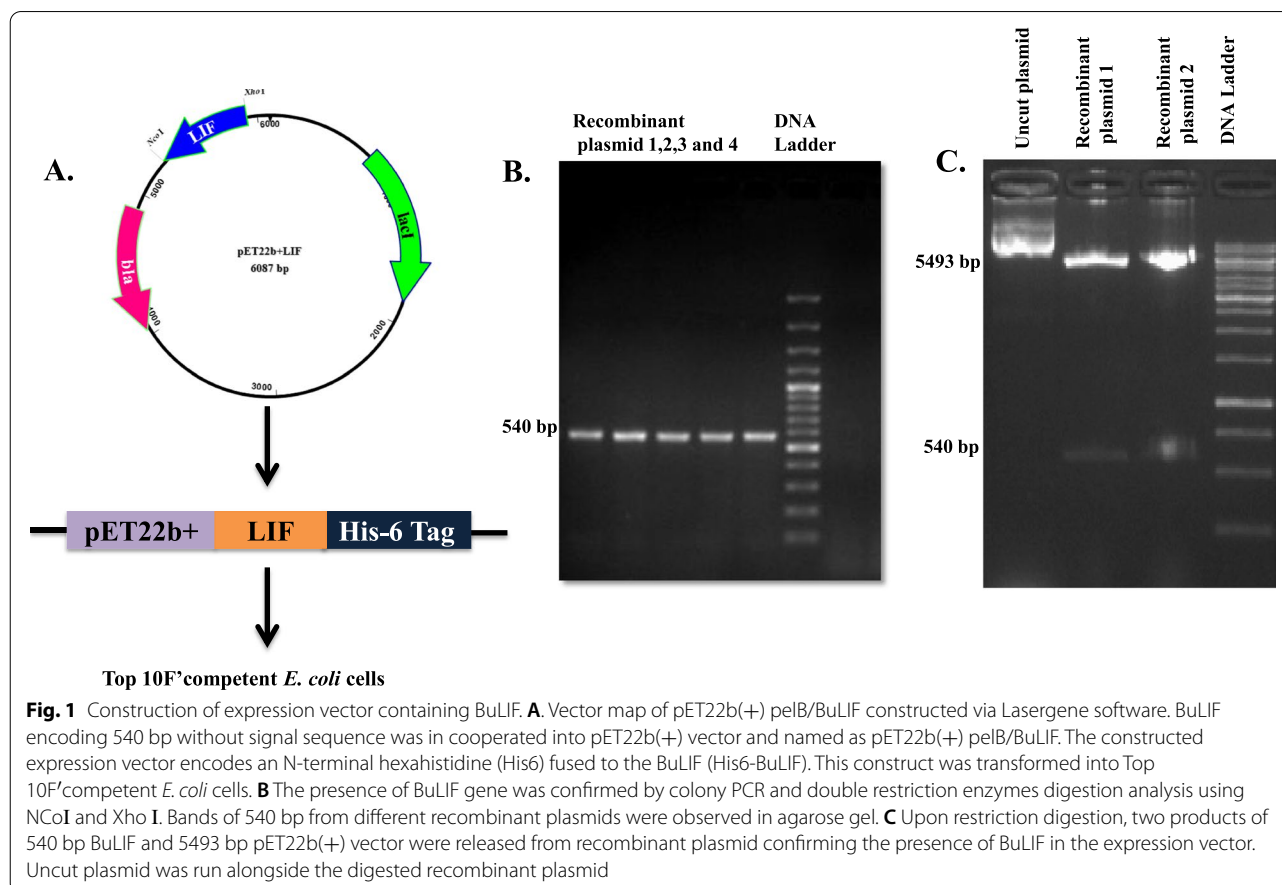 A.
Xho1
6000
LIF
NcoI
5000
lacI
pET22b+LIF
6087 bp
bla
4000
2000
3000
pET22b+ LIF His-6 Tag
Top 10F’competent E. coli cells
B.
Recombinant
plasmid 1,2,3 and 4
DNA
Ladder
540 bp
C.
Uncut plasmid
Recombinant
plasmid 1
Recombinant
plasmid 2
DNA Ladder
5493 bp
540 bp
Fig. 1 Construction of expression vector containing BuLIF. A. Vector map of pET22b(+) pelB/BuLIF constructed via Lasergene software. BuLIF
encoding 540 bp without signal sequence was in cooperated into pET22b(+) vector and named as pET22b(+) pelB/BuLIF. The constructed
expression vector encodes an N-terminal hexahistidine (His6) fused to the BuLIF (His6-BuLIF). This construct was transformed into Top
10F′competent E. coli cells. B The presence of BuLIF gene was confirmed by colony PCR and double restriction enzymes digestion analysis using
NCoI and Xho I. Bands of 540 bp from different recombinant plasmids were observed in agarose gel. C Upon restriction digestion, two products of
540 bp BuLIF and 5493 bp pET22b(+) vector were released from recombinant plasmid confirming the presence of BuLIF in the expression vector.
Uncut plasmid was run alongside the digested recombinant plasmid